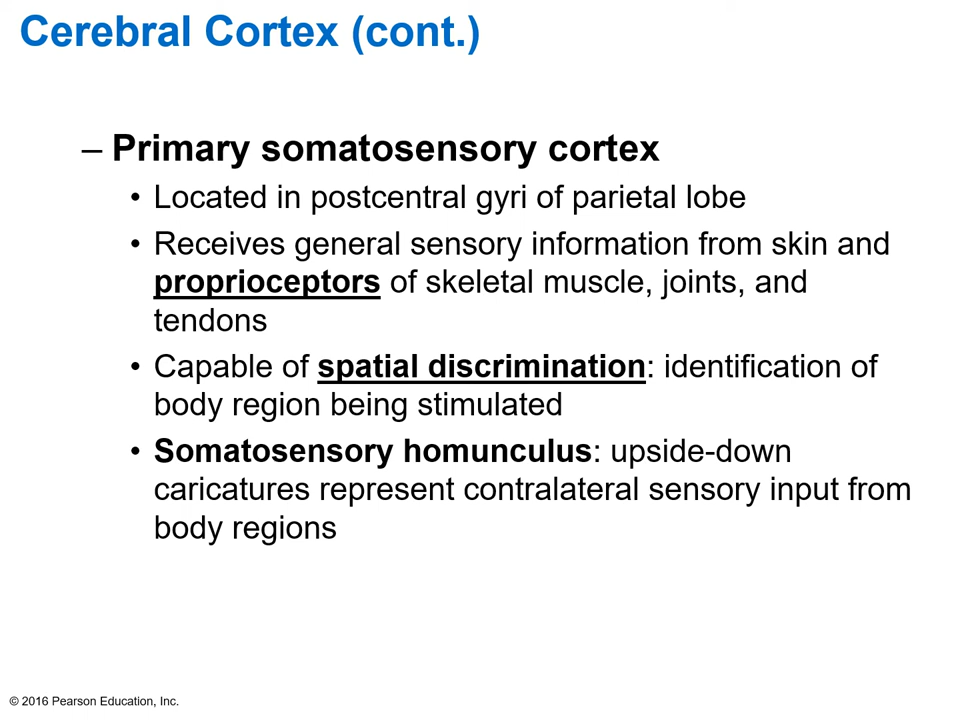 Cerebral Cortex (cont.)
– Primary somatosensory cortex
• Located in postcentral gyri of parietal lobe
• Receives general sensory information from skin and
proprioceptors of skeletal muscle, joints, and
tendons
• Capable of spatial discrimination: identification of
body region being stimulated
• Somatosensory homunculus: upside-down
caricatures represent contralateral sensory input from
body regions
© 2016 Pearson Education, Inc.